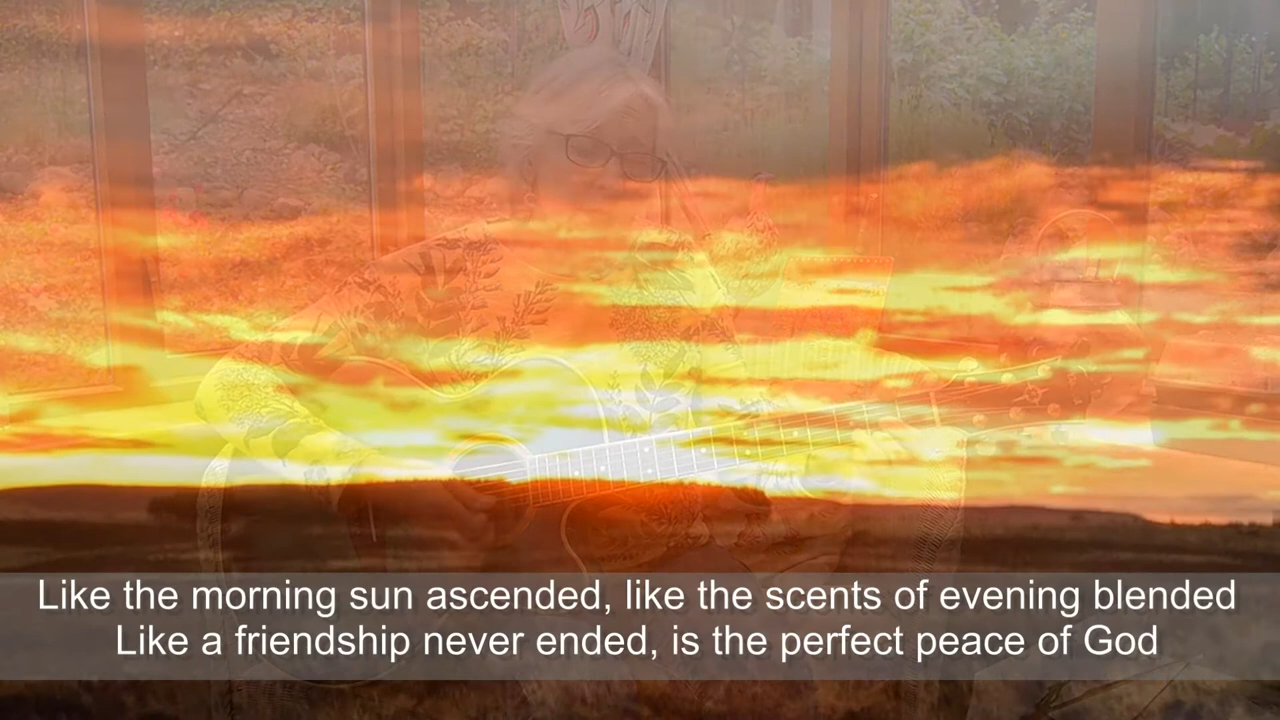 Like the morning sun ascended, like the scents of evening blended
Like a friendship never ended, is the perfect peace of God